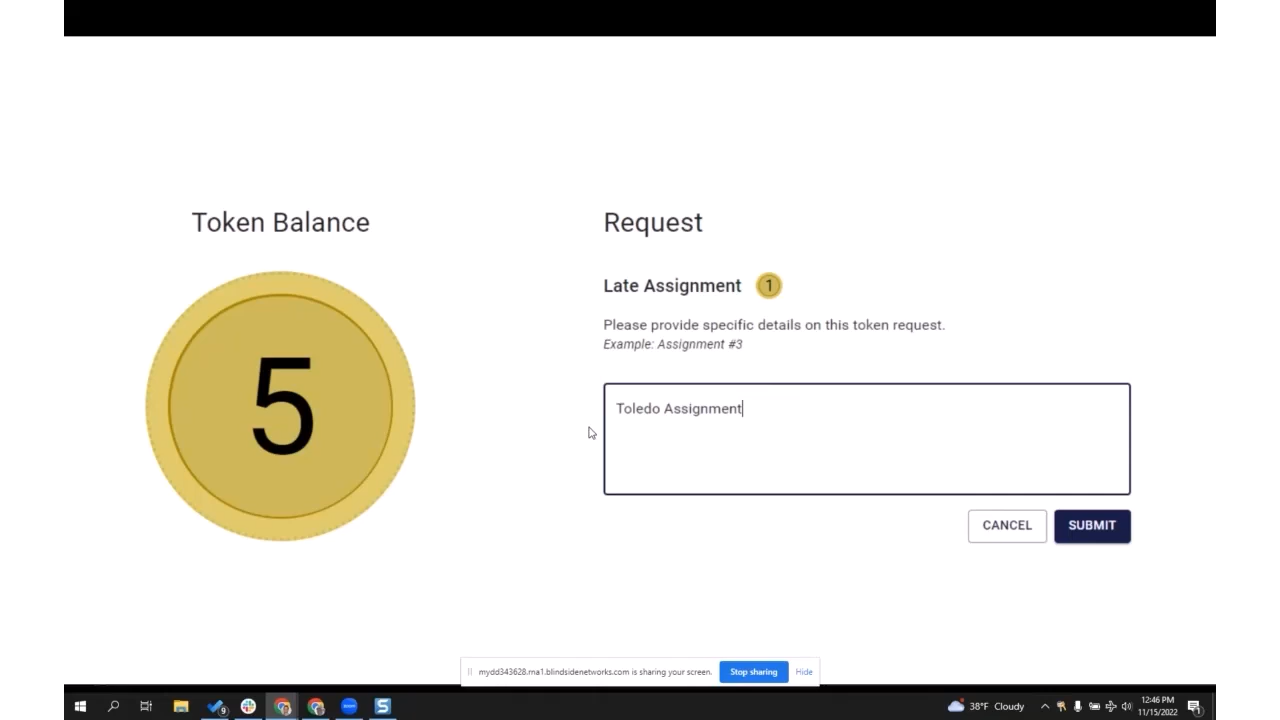 Token Balance
5
Request
Late Assignment 1
Please provide specific details on this token request.
Example: Assignment #3
Toledo Assignment
CANCEL SUBMIT
mydd343628.rna1.blindsidenetworks.com is sharing your screen. Stop sharing Hide
9
38°F Cloudy
12:46 PM
11/15/2022
1